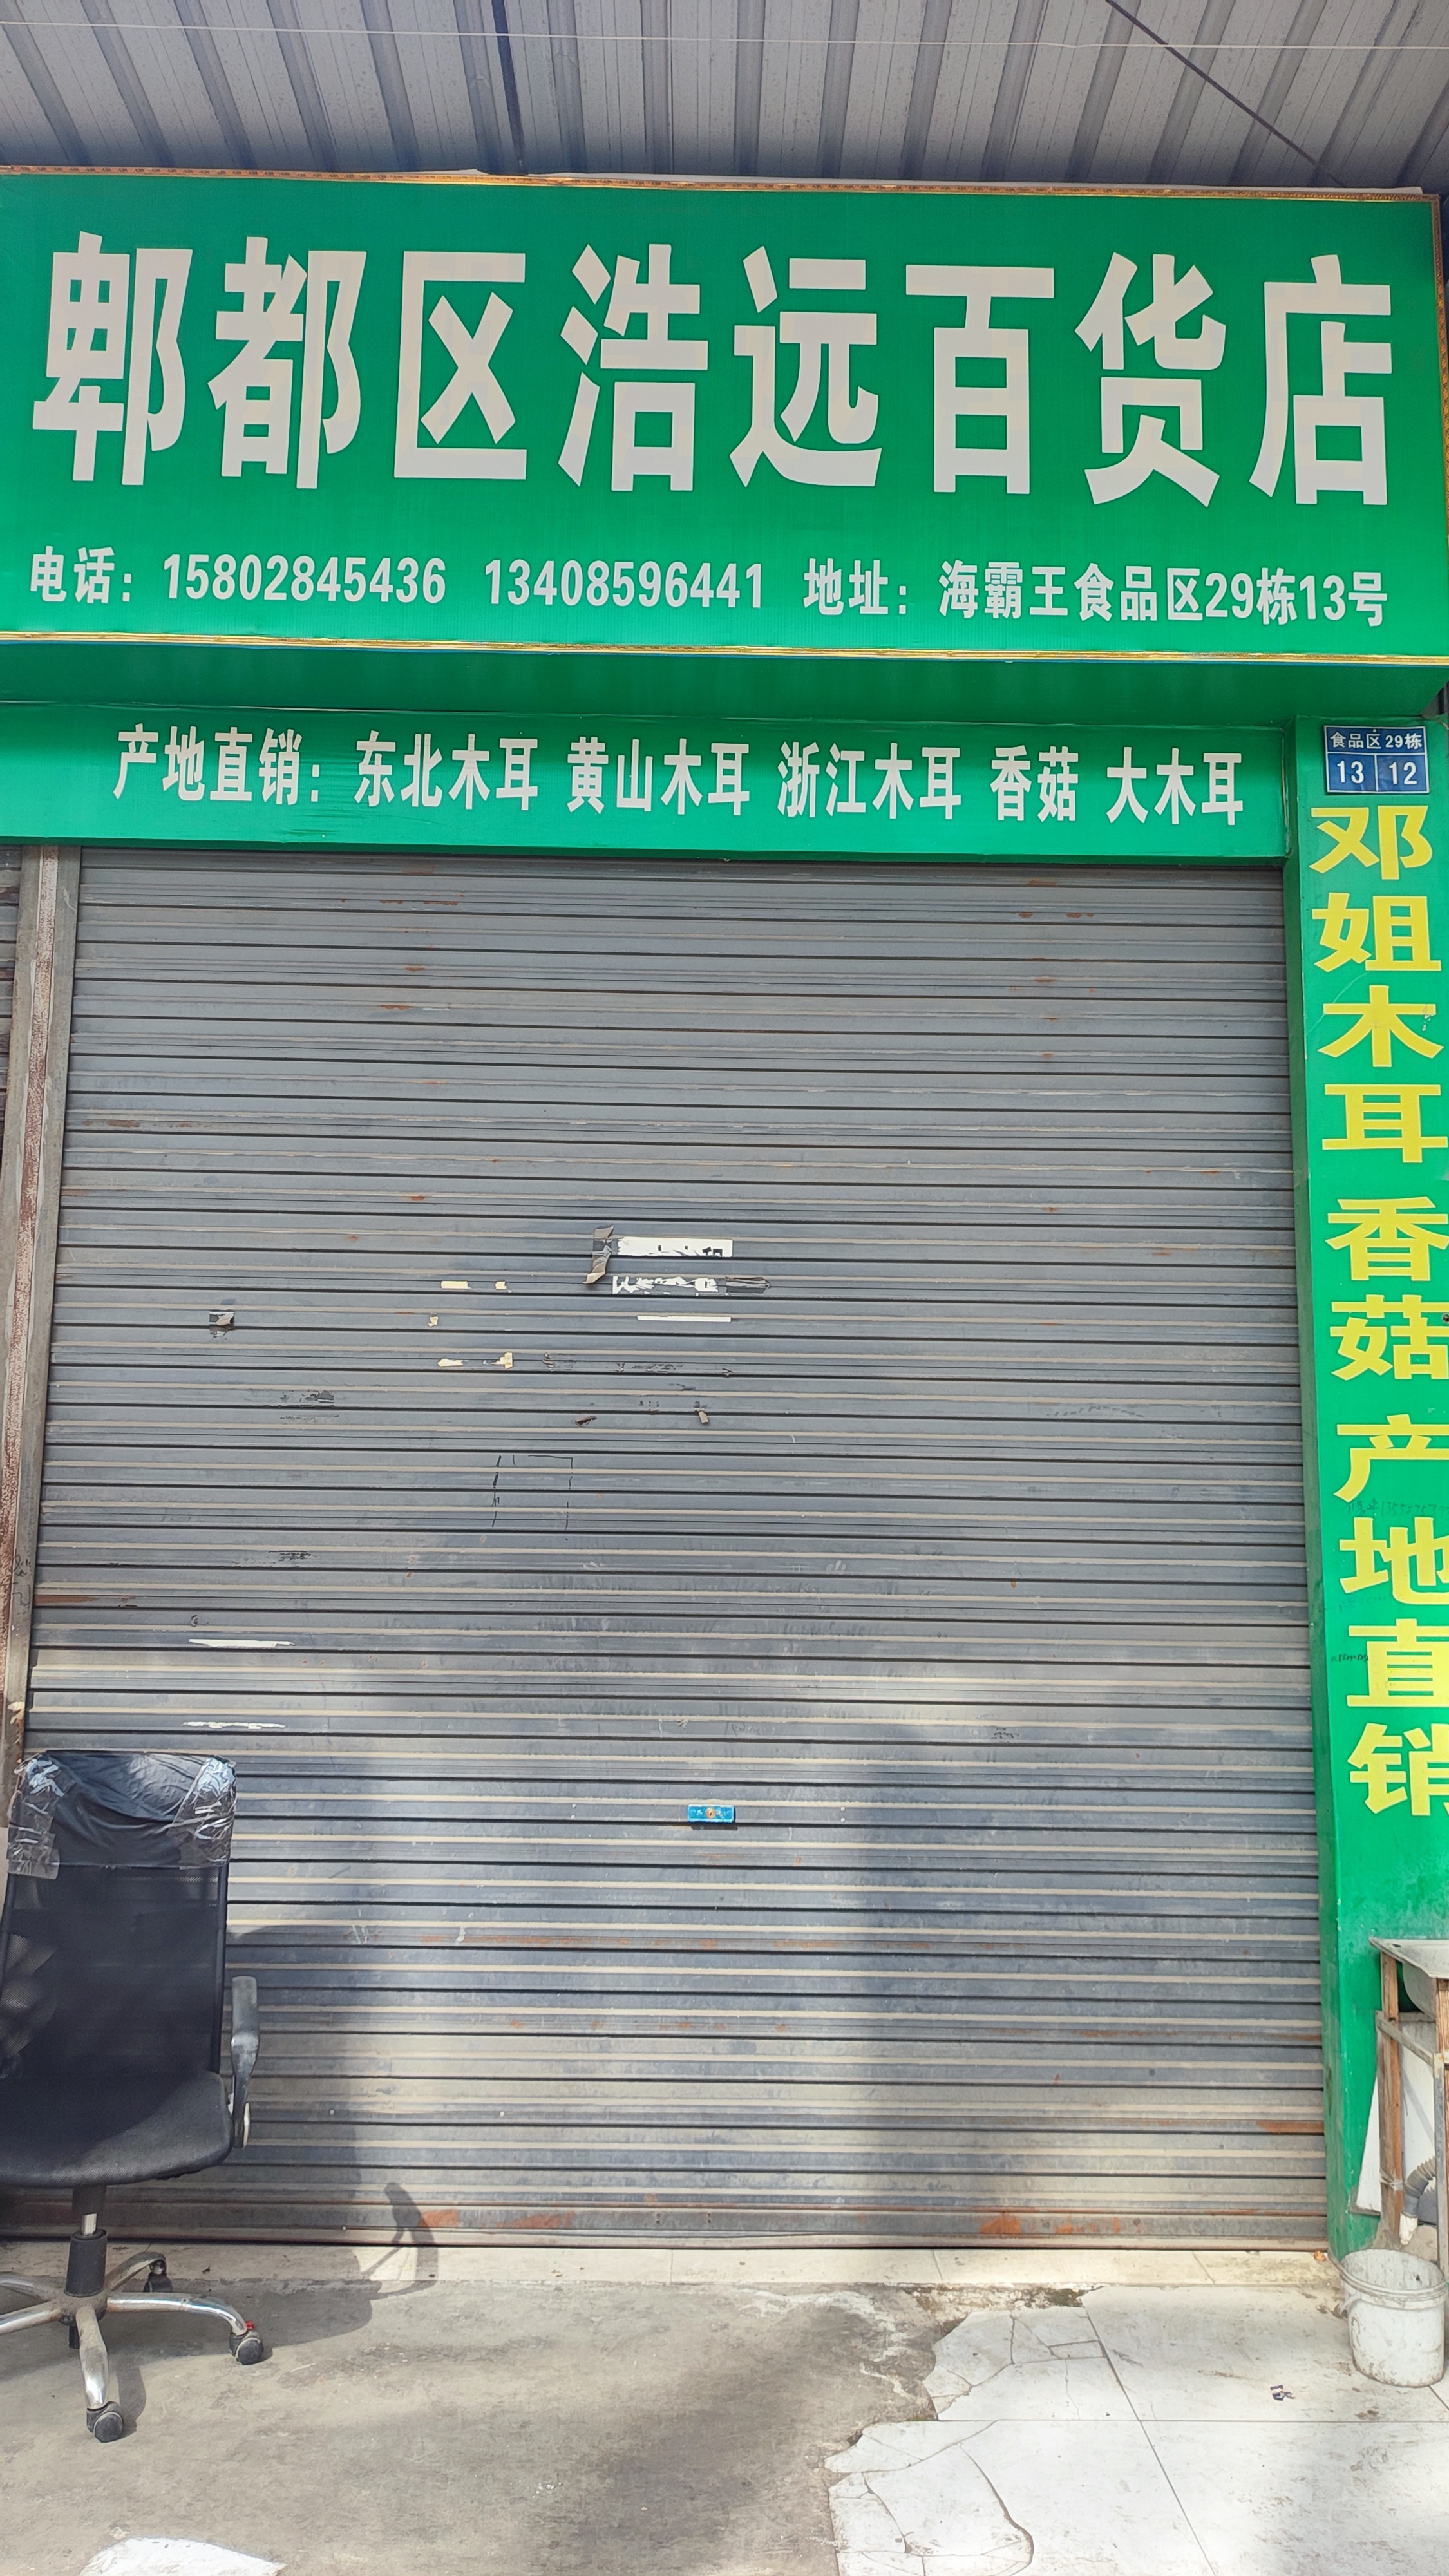 郫都区浩远百货店
电话：15802845436 13408596441 地址：海霸王食品区29栋13号
产地直销：东北木耳 黄山木耳 浙江木耳 香菇 大木耳
食品区29栋
13 12
邓姐木耳 香菇 产地直销